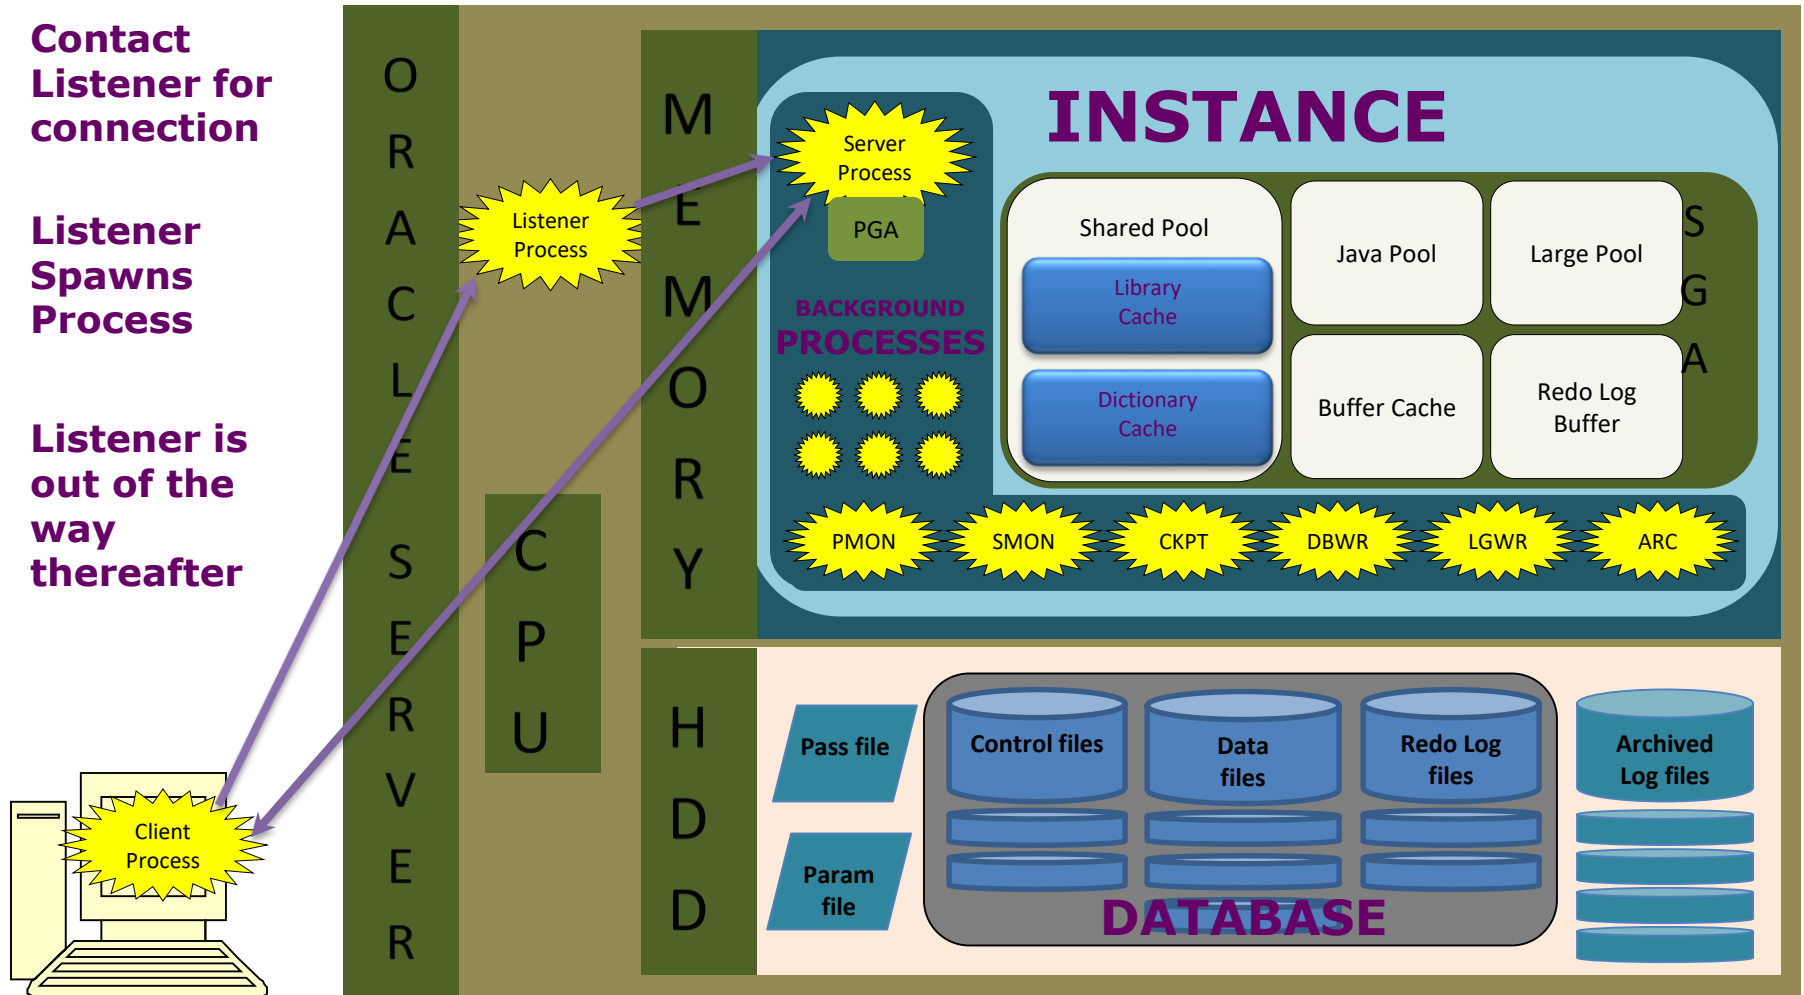 Contact
Listener for
connection
Listener
Spawns
Process
Listener is
out of the
way
thereafter
Client
Process
O
R
A
C
L
E
S
E
R
V
E
R
Listener
Process
C
P
U
M
E
M
O
R
Y
INSTANCE
Server
Process
PGA
BACKGROUND
PROCESSES
Shared Pool
Library
Cache
Dictionary
Cache
Java Pool
Large Pool
Buffer Cache
Redo Log
Buffer
S
G
A
PMON
SMON
CKPT
DBWR
LGWR
ARC
H
D
D
Pass file
Param
file
Control files
Data
files
Redo Log
files
DATABASE
Archived
Log files